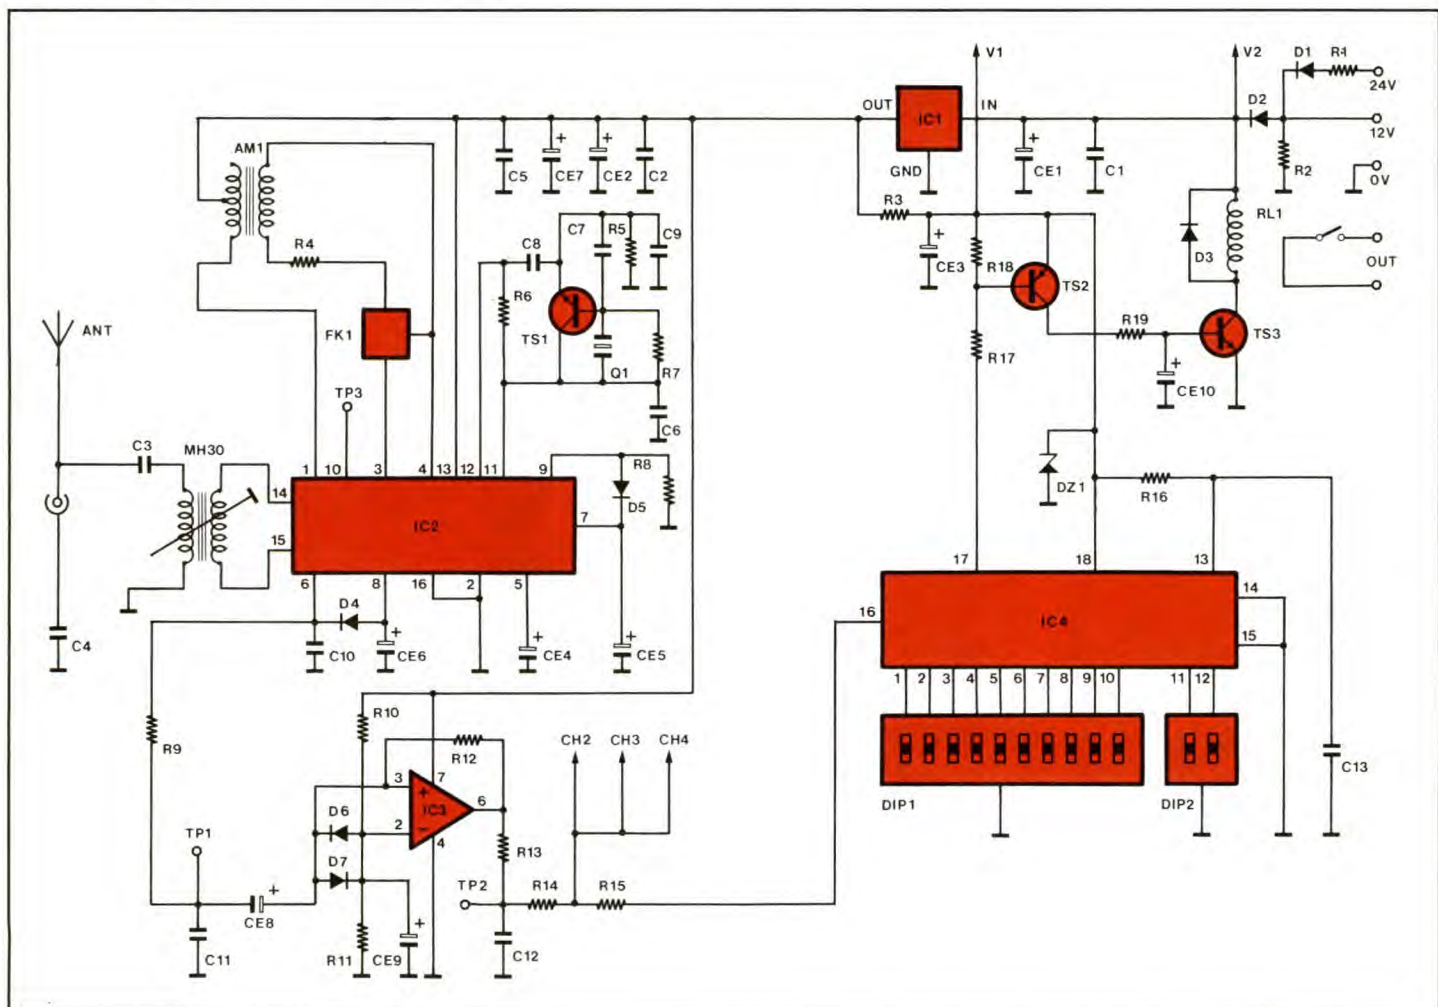 V1
V2
D1
R1
24V
D2
12V
R2
0V
OUT
IC1
IN
GND
CE1
C1
AM1
C5
CE7
CE2
C2
R3
RL1
D3
OUT
R4
C7
R5
C9
C8
CE3
R18
TS2
R6
TS1
R19
TS3
ANT
FK1
R17
Q1
R7
CE10
TP3
C6
C3
MH30
1
10
3
4
13
12
11
9
R8
DZ1
R16
14
IC2
7
D5
15
17
18
13
6
8
16
2
5
16
IC4
14
15
D4
C4
C10
CE6
CE4
CE5
1
2
3
4
5
6
7
8
9
10
11
12
R9
R10
R12
CH2
CH3
CH4
3
7
+
IC3
6
2
−
4
C13
D6
DIP1
DIP2
TP1
D7
R13
TP2
R14
R15
CE8
C11
R11
CE9
C12